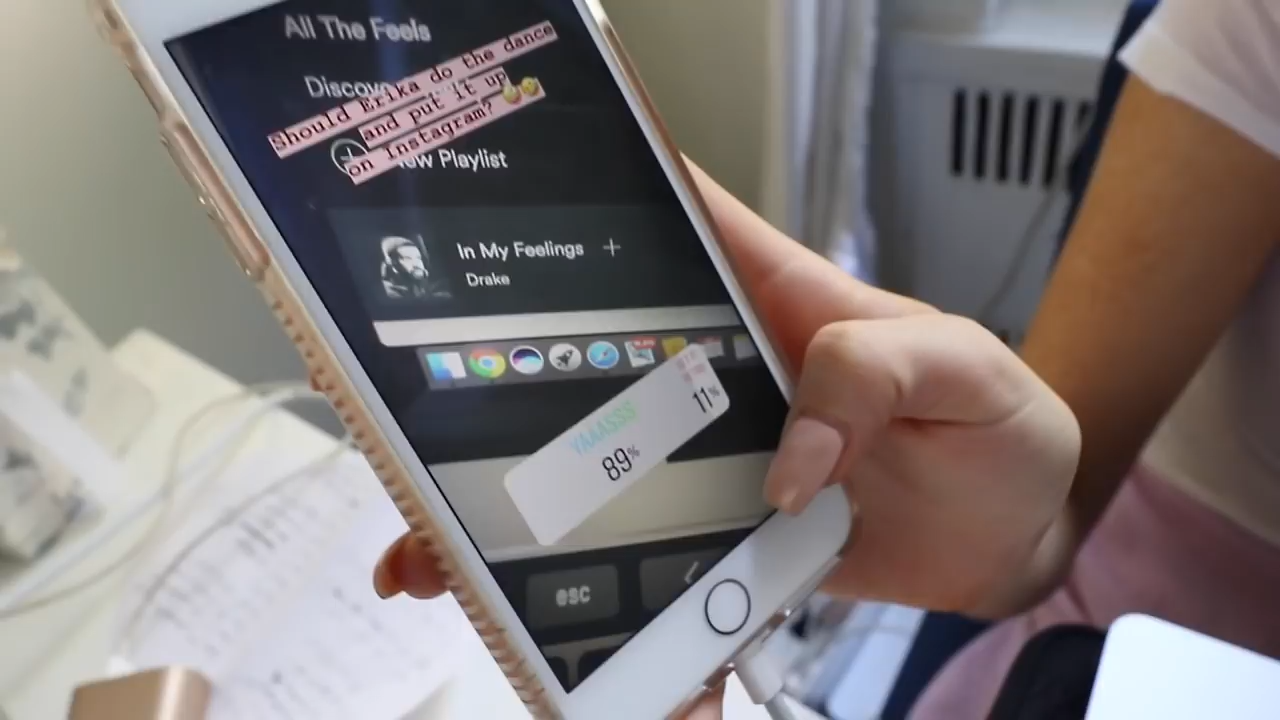 All The Feels
Discove
Should Erika do the dance
and put it up
on Instagram?
New Playlist
In My Feelings
Drake
YAAASSS!
89%
11%
esc